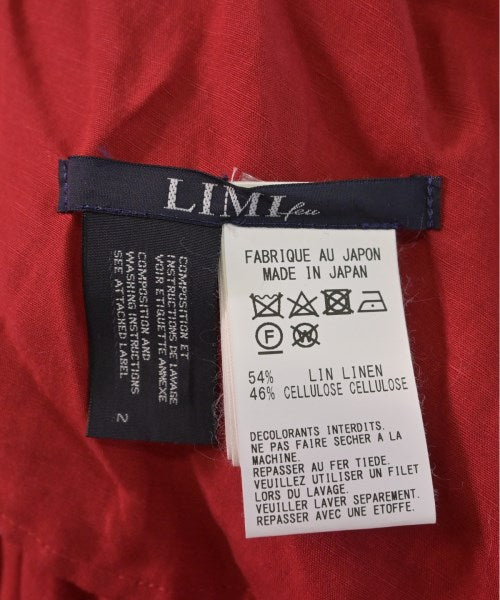 LIMI feu
COMPOSITION ET
INSTRUCTIONS DE LAVAGE
VOIR ETIQUETTE ANNEXE
COMPOSITION AND
WASHING INSTRUCTIONS
SEE ATTACHED LABEL
2
FABRIQUE AU JAPON
MADE IN JAPAN
F W
54% LIN LINEN
46% CELLULOSE CELLULOSE
DECOLORANTS INTERDITS.
NE PAS FAIRE SECHER A LA
MACHINE.
REPASSER AU FER TIEDE.
VEUILLEZ UTILISER UN FILET
LORS DU LAVAGE.
VEUILLER LAVER SEPAREMENT.
REPASSER AVEC UNE ETOFFE.